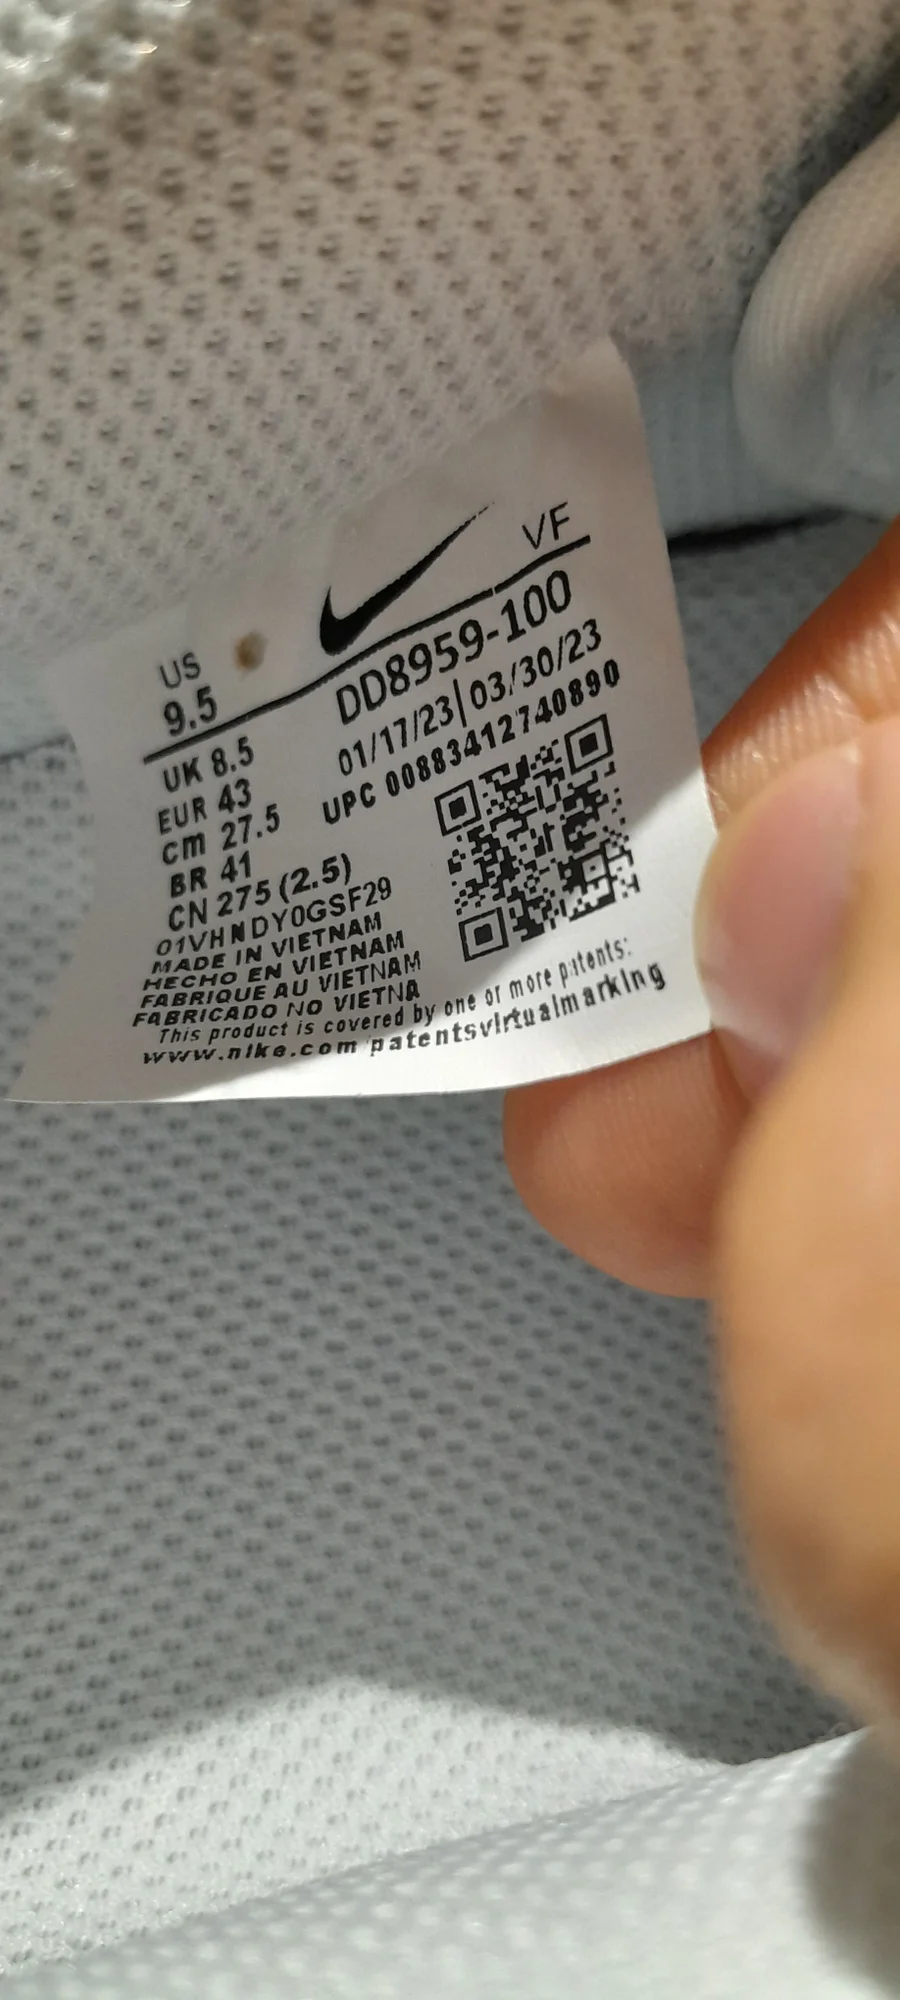 VF
US
9.5
DD8959-100
01/17/23|03/30/23
UPC 00883412740890
UK 8.5
EUR 43
cm 27.5
BR 41
CN 275 (2.5)
01VHNDY0GSF29
MADE IN VIETNAM
HECHO EN VIETNAM
FABRIQUE AU VIETNAM
FABRICADO NO VIETNA
This product is covered by one or more patents:
www.nike.com patentsvirtualmarking